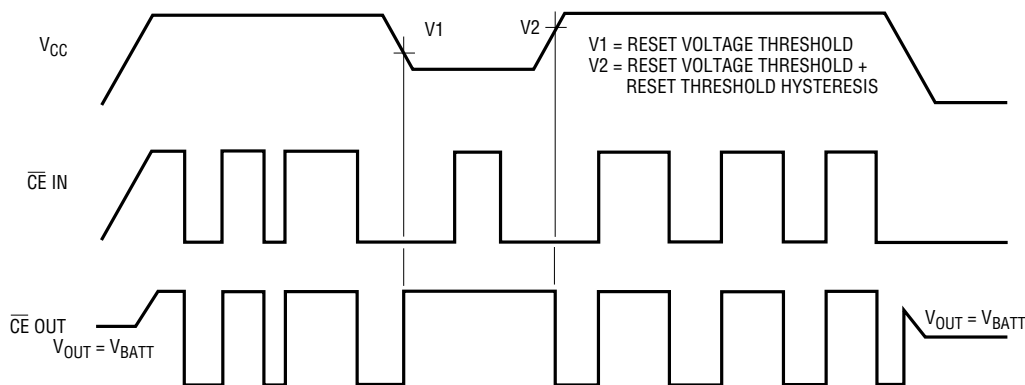 V1
V2
VCC
V1 = RESET VOLTAGE THRESHOLD
V2 = RESET VOLTAGE THRESHOLD +
RESET THRESHOLD HYSTERESIS
CE IN
CE OUT
VOUT = VBATT
VOUT = VBATT